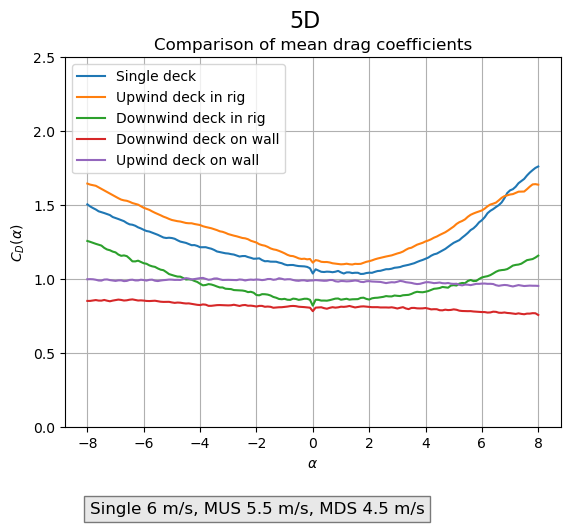 5D
Comparison of mean drag coefficients
2.5
2.0
1.5
1.0
0.5
0.0
C_D(α)
Single deck
Upwind deck in rig
Downwind deck in rig
Downwind deck on wall
Upwind deck on wall
−8 −6 −4 −2 0 2 4 6 8
α
Single 6 m/s, MUS 5.5 m/s, MDS 4.5 m/s